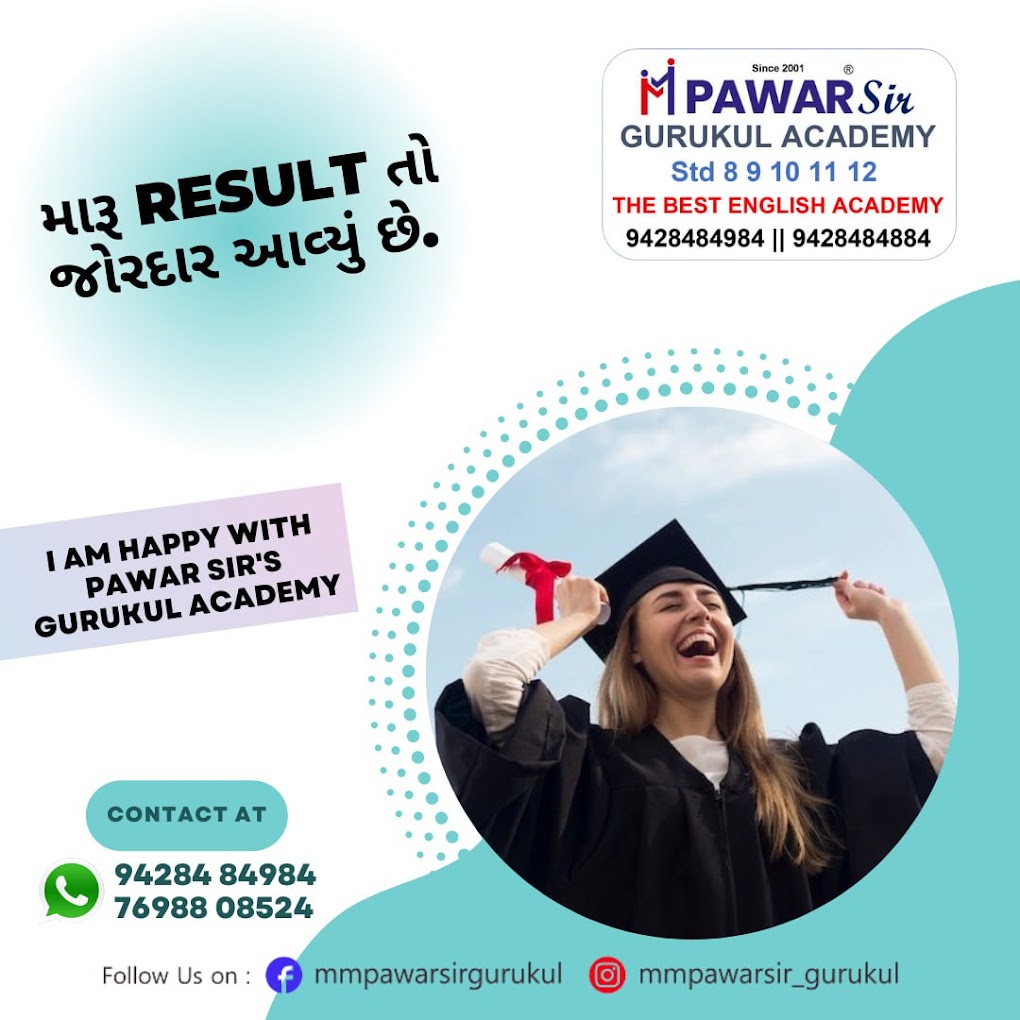 મારૂ RESULT તો
જોરદાર આવ્યું છે.
Since 2001 ®
PAWAR Sir
GURUKUL ACADEMY
Std 8 9 10 11 12
THE BEST ENGLISH ACADEMY
9428484984 || 9428484884
I AM HAPPY WITH
PAWAR SIR'S
GURUKUL ACADEMY
CONTACT AT
94284 84984
76988 08524
Follow Us on : mmpawarsirgurukul mmpawarsir_gurukul